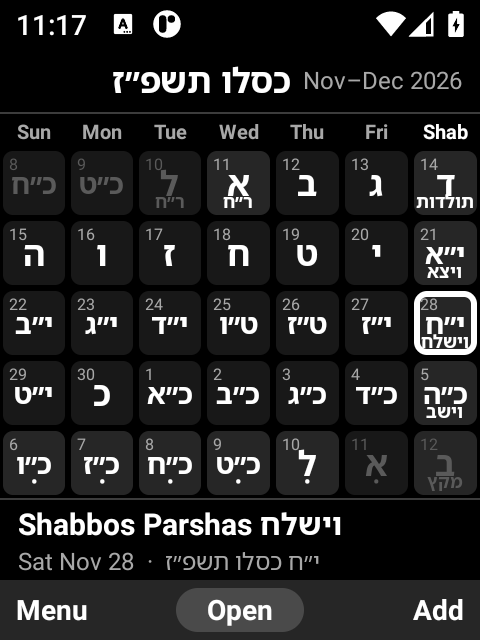 11:17 A
כסלו תשפ״ז Nov–Dec 2026
Sun Mon Tue Wed Thu Fri Shab
8 9 10 11 12 13 14
כ״ח כ״ט ל א ב ג ד
ר״ח ר״ח תולדות
15 16 17 18 19 20 21
ה ו ז ח ט י י״א
ויצא
22 23 24 25 26 27 28
י״ב י״ג י״ד ט״ו ט״ז י״ז י״ח
וישלח
29 30 1 2 3 4 5
י״ט כ כ״א כ״ב כ״ג כ״ד כ״ה
וישב
6 7 8 9 10 11 12
כ״ו כ״ז כ״ח כ״ט ל א ב
מקץ
Shabbos Parshas וישלח
Sat Nov 28 · י״ח כסלו תשפ״ז
Menu Open Add